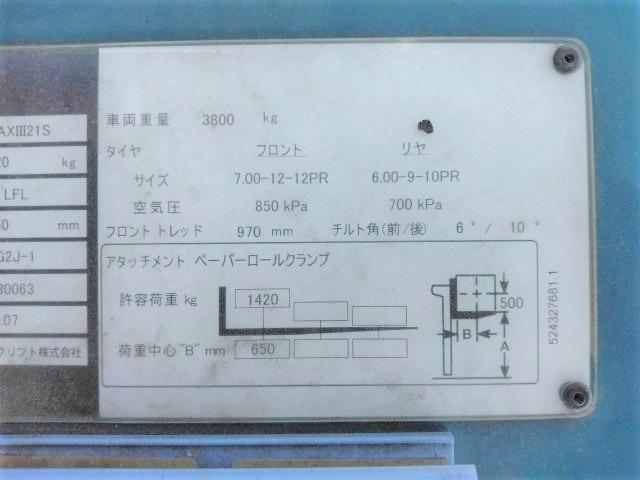 車両重量 3800 kg
タイヤ フロント リヤ
サイズ 7.00-12-12PR 6.00-9-10PR
空気圧 850 kPa 700 kPa
フロント トレッド 970 mm チルト角(前/後) 6°/ 10°
アタッチメント ペーパーロールクランプ
許容荷重 kg 1420
荷重中心"B" mm 650
500
B
A
524327681.1
AXⅢ21S
20 kg
LFL
50 mm
G2J-1
30063
.07
クリフト株式会社